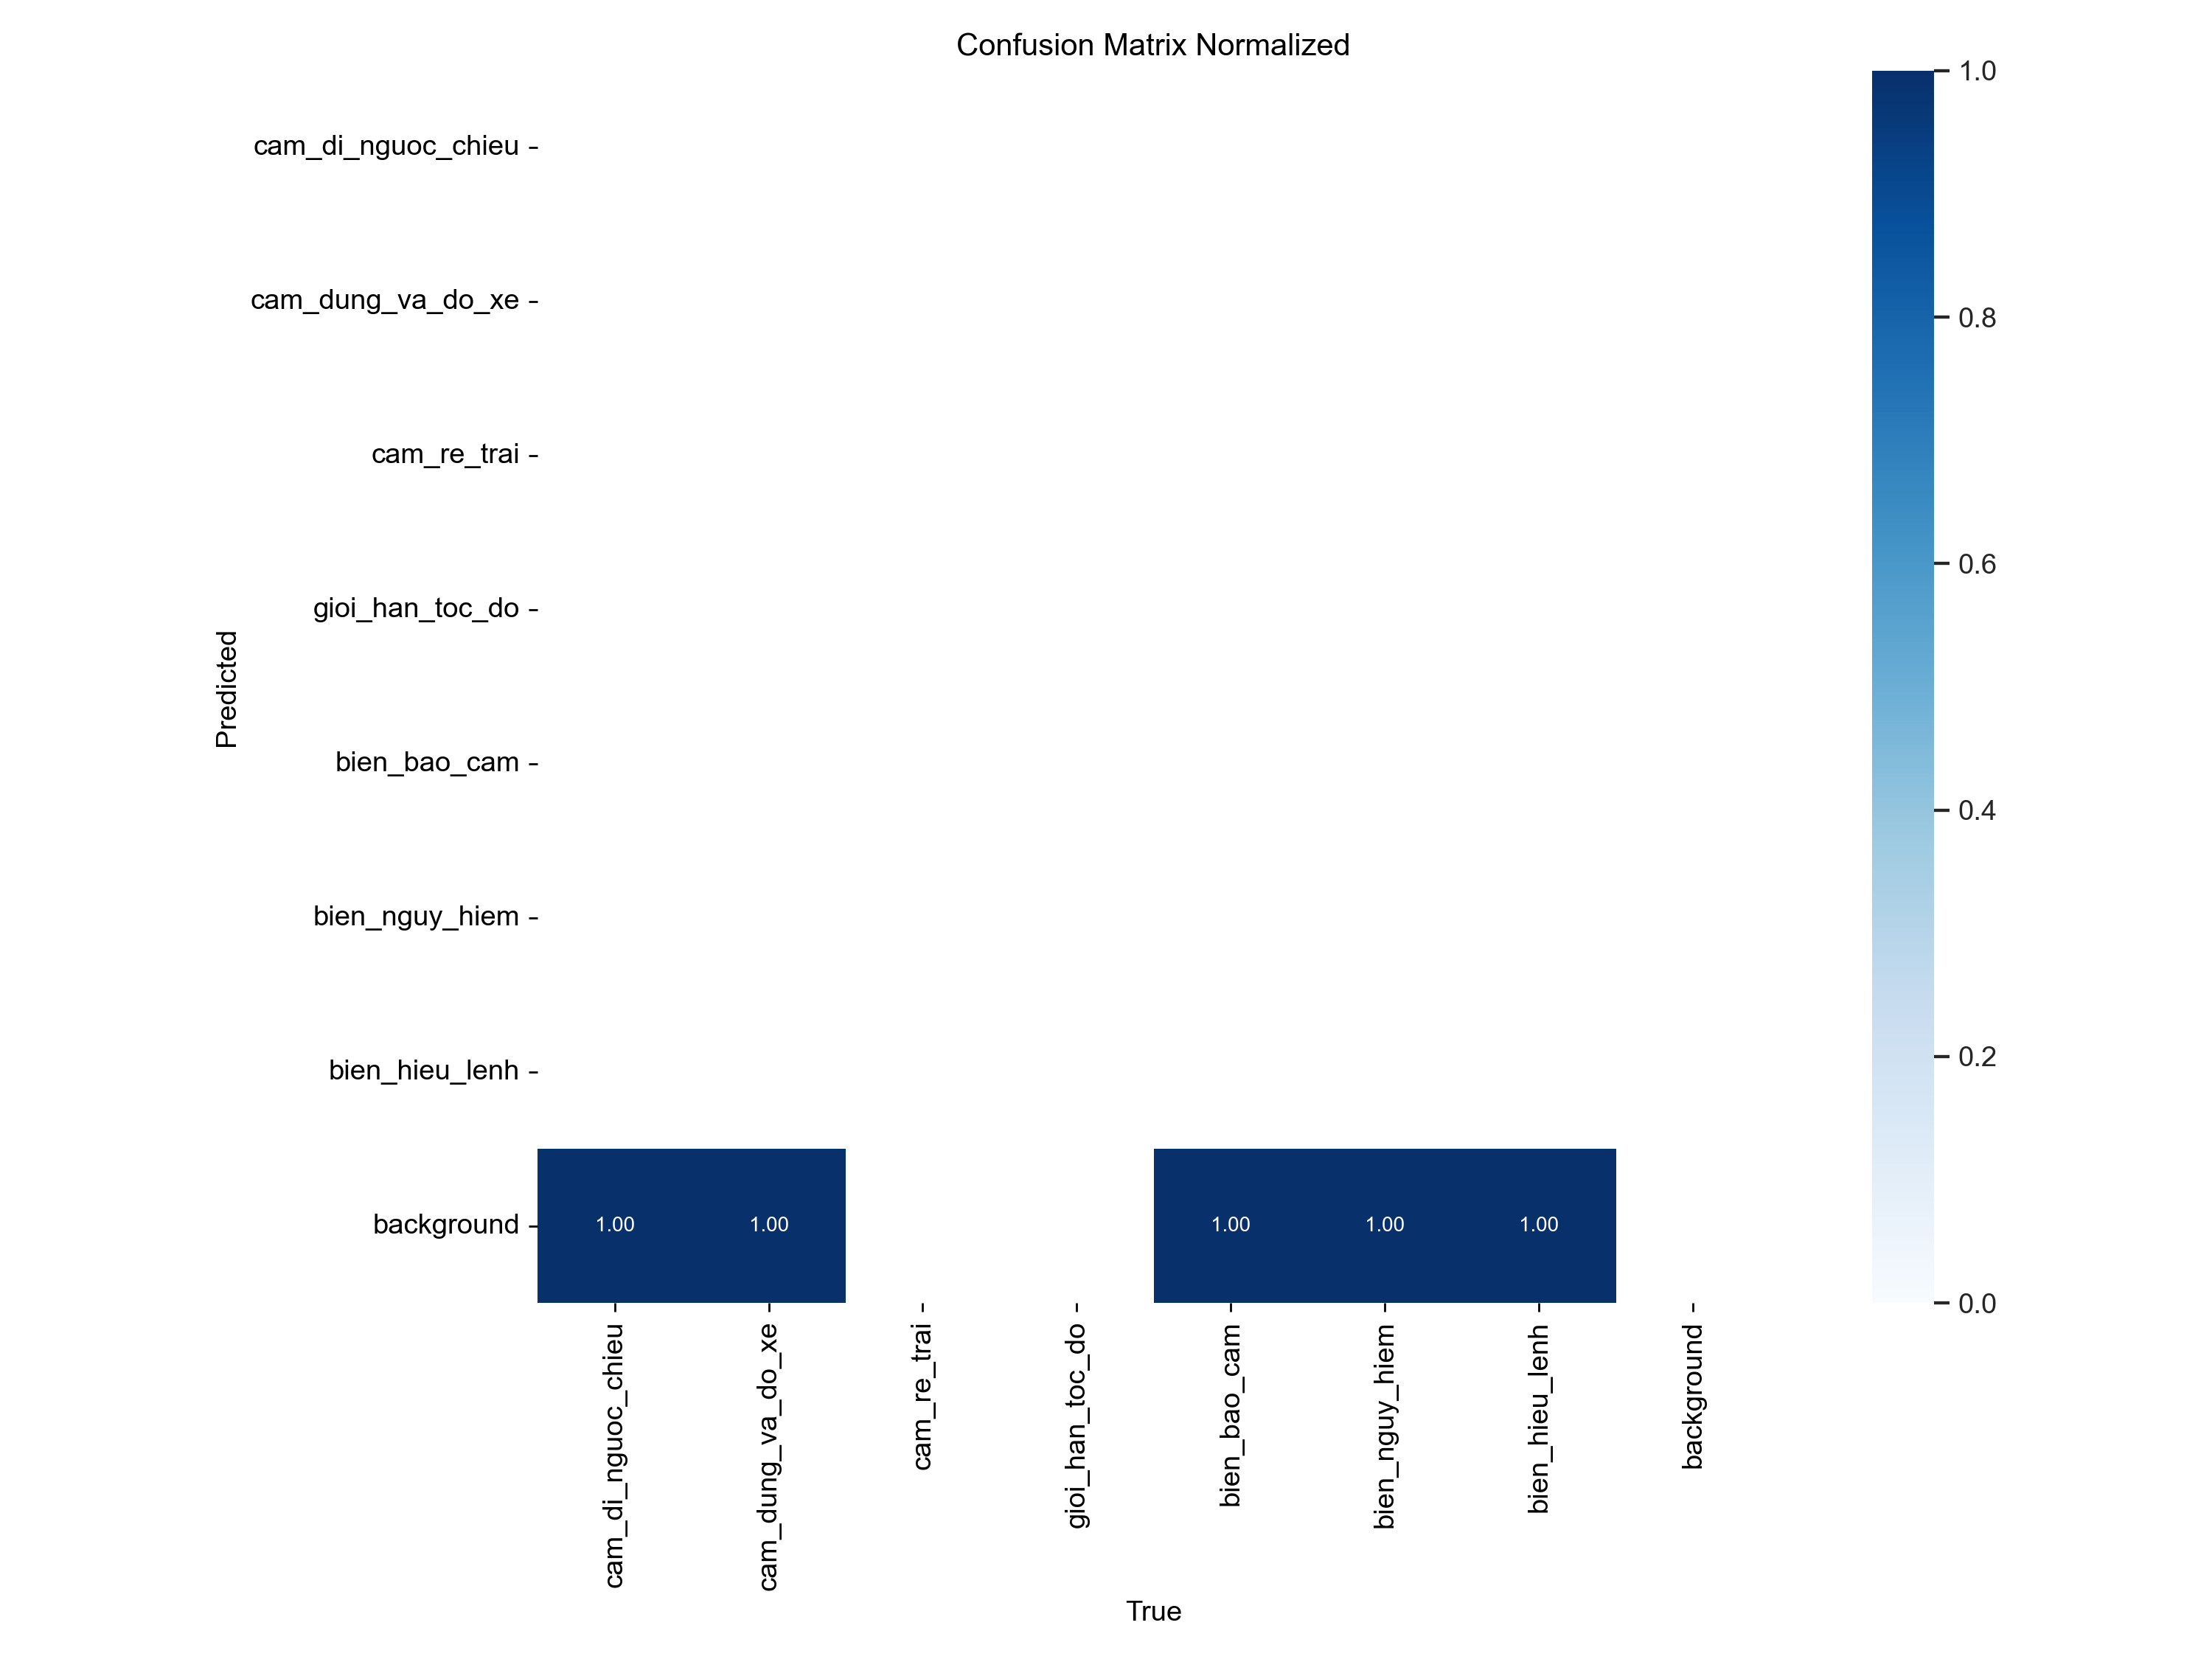 Confusion Matrix Normalized
cam_di_nguoc_chieu
cam_dung_va_do_xe
cam_re_trai
gioi_han_toc_do
bien_bao_cam
bien_nguy_hiem
bien_hieu_lenh
background
Predicted
1.00 1.00 1.00 1.00 1.00
cam_di_nguoc_chieu
cam_dung_va_do_xe
cam_re_trai
gioi_han_toc_do
bien_bao_cam
bien_nguy_hiem
bien_hieu_lenh
background
True
1.0
0.8
0.6
0.4
0.2
0.0